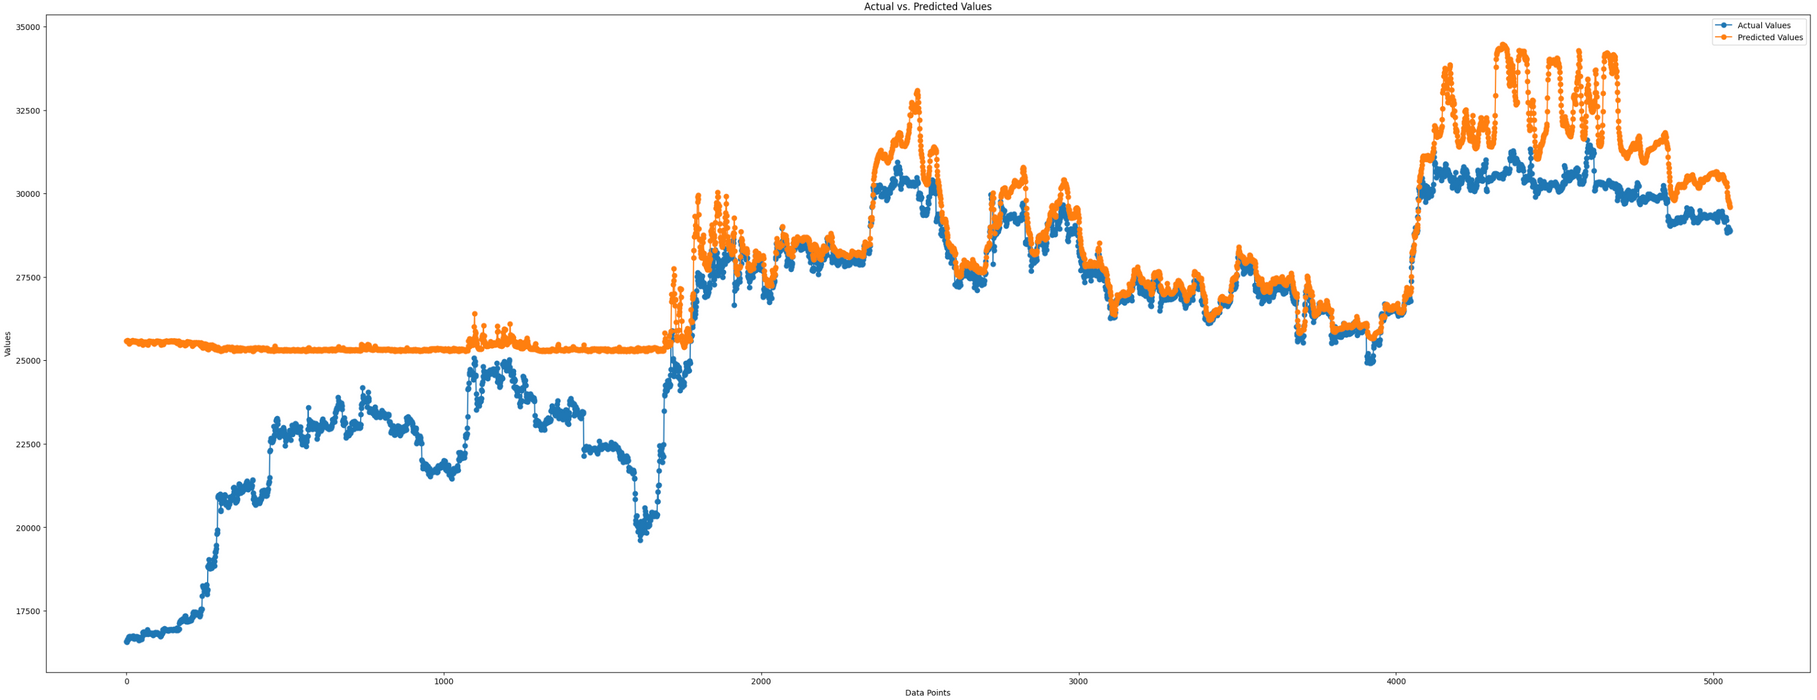 Actual vs. Predicted Values
Actual Values
Predicted Values
35000
32500
30000
27500
25000
22500
20000
17500
Values
0
1000
2000
3000
4000
5000
Data Points